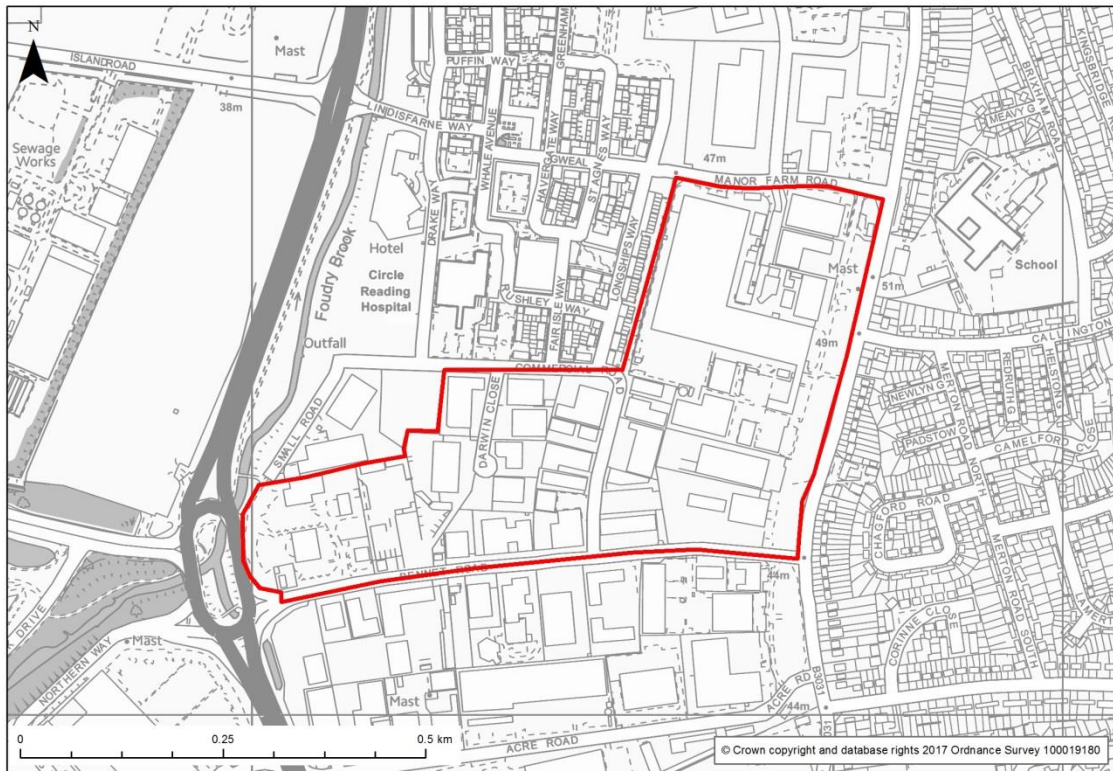 N
ISLANDROAD
Mast
38m
Sewage
Works
LINDISFARNE WAY
PUFFIN WAY
GREENHAM
WHALE AVENUE
HAVERGATE WAY
GWEAL
ST AGNES WAY
DRAKE WAY
LONGSHIPS WAY
47m
MANOR FARM ROAD
MEAVY G
BRIXHAM ROAD
KINGSBRIDGE
School
Hotel
Circle
Reading
Hospital
Foudry Brook
Outfall
RUSHLEY WAY
FAIR ISLE WAY
Mast
51m
49m
CALLINGTON
COMMERCIAL ROAD
ROAD
SMALL ROAD
DARWIN CLOSE
NEWLYN G
PADSTOW
MERTON ROAD NORTH
REDRUTH G
HELSTON G
CAMELFORD CLOSE
CHAGFORD ROAD
BENNET ROAD
44m
DRIVE
NORTHERN WAY
Mast
Mast
CORINNE CLOSE
MERTON ROAD SOUTH
B3031
ACRE RD
44m
ACRE ROAD
0 0.25 0.5 km
© Crown copyright and database rights 2017 Ordnance Survey 100019180